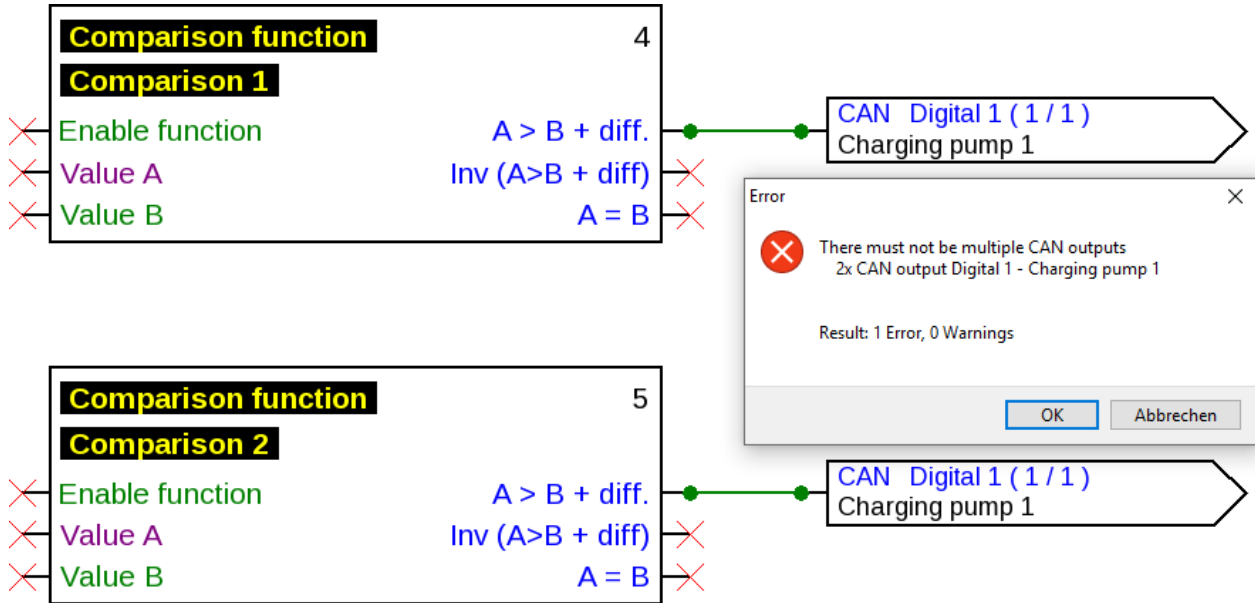 Comparison function 4
Comparison 1
Enable function A > B + diff.
Value A Inv (A>B + diff)
Value B A = B
CAN Digital 1 ( 1 / 1 )
Charging pump 1
Error
There must not be multiple CAN outputs
2x CAN output Digital 1 - Charging pump 1
Result: 1 Error, 0 Warnings
OK Abbrechen
Comparison function 5
Comparison 2
Enable function A > B + diff.
Value A Inv (A>B + diff)
Value B A = B
CAN Digital 1 ( 1 / 1 )
Charging pump 1